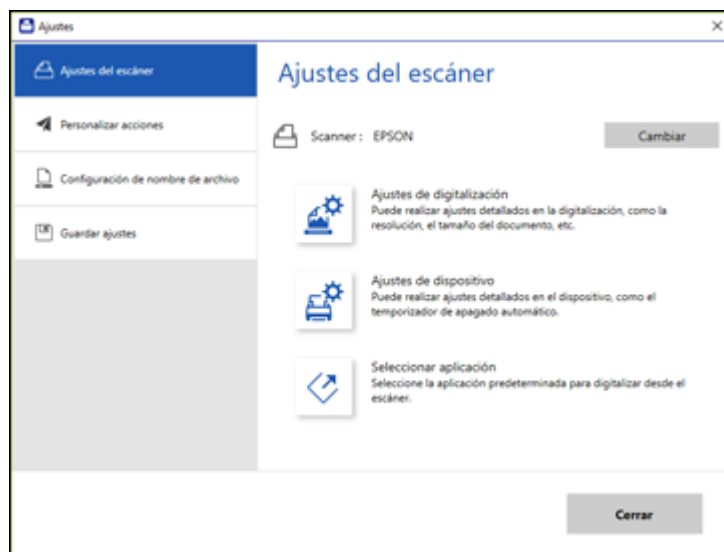 Ajustes
Ajustes del escáner
Personalizar acciones
Configuración de nombre de archivo
Guardar ajustes
Ajustes del escáner
Scanner : EPSON
Cambiar
Ajustes de digitalización
Puede realizar ajustes detallados en la digitalización, como la
resolución, el tamaño del documento, etc.
Ajustes de dispositivo
Puede realizar ajustes detallados en el dispositivo, como el
temporizador de apagado automático.
Seleccionar aplicación
Seleccione la aplicación predeterminada para digitalizar desde el
escáner.
Cerrar